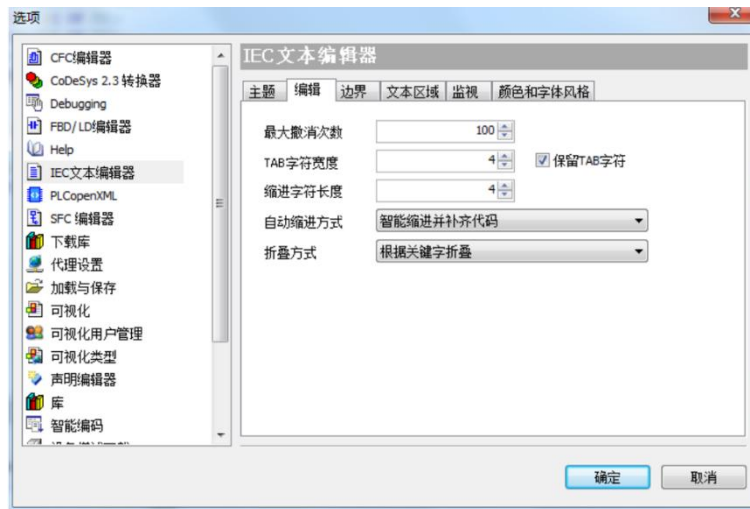 选项
CFC编辑器
CoDeSys 2.3 转换器
Debugging
FBD/LD编辑器
Help
IEC文本编辑器
PLCopenXML
SFC 编辑器
下载库
代理设置
加载与保存
可视化
可视化用户管理
可视化类型
声明编辑器
库
智能编码
IEC文本编辑器
主题 编辑 边界 文本区域 监视 颜色和字体风格
最大撤消次数 100
TAB字符宽度 4 保留TAB字符
缩进字符长度 4
自动缩进方式 智能缩进并补齐代码
折叠方式 根据关键字折叠
确定 取消